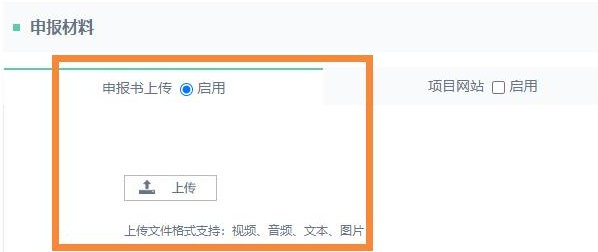 申报材料
申报书上传 启用 项目网站 启用
上传
上传文件格式支持：视频、音频、文本、图片